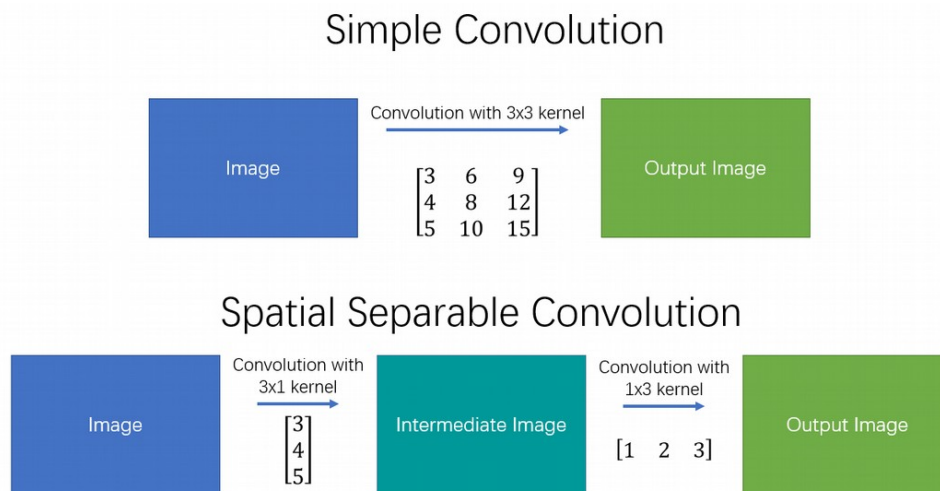 Simple Convolution
Convolution with 3x3 kernel
Image
3 6 9
4 8 12
5 10 15
Output Image
Spatial Separable Convolution
Convolution with
3x1 kernel
Convolution with
1x3 kernel
Image
3
4
5
Intermediate Image
[1 2 3]
Output Image